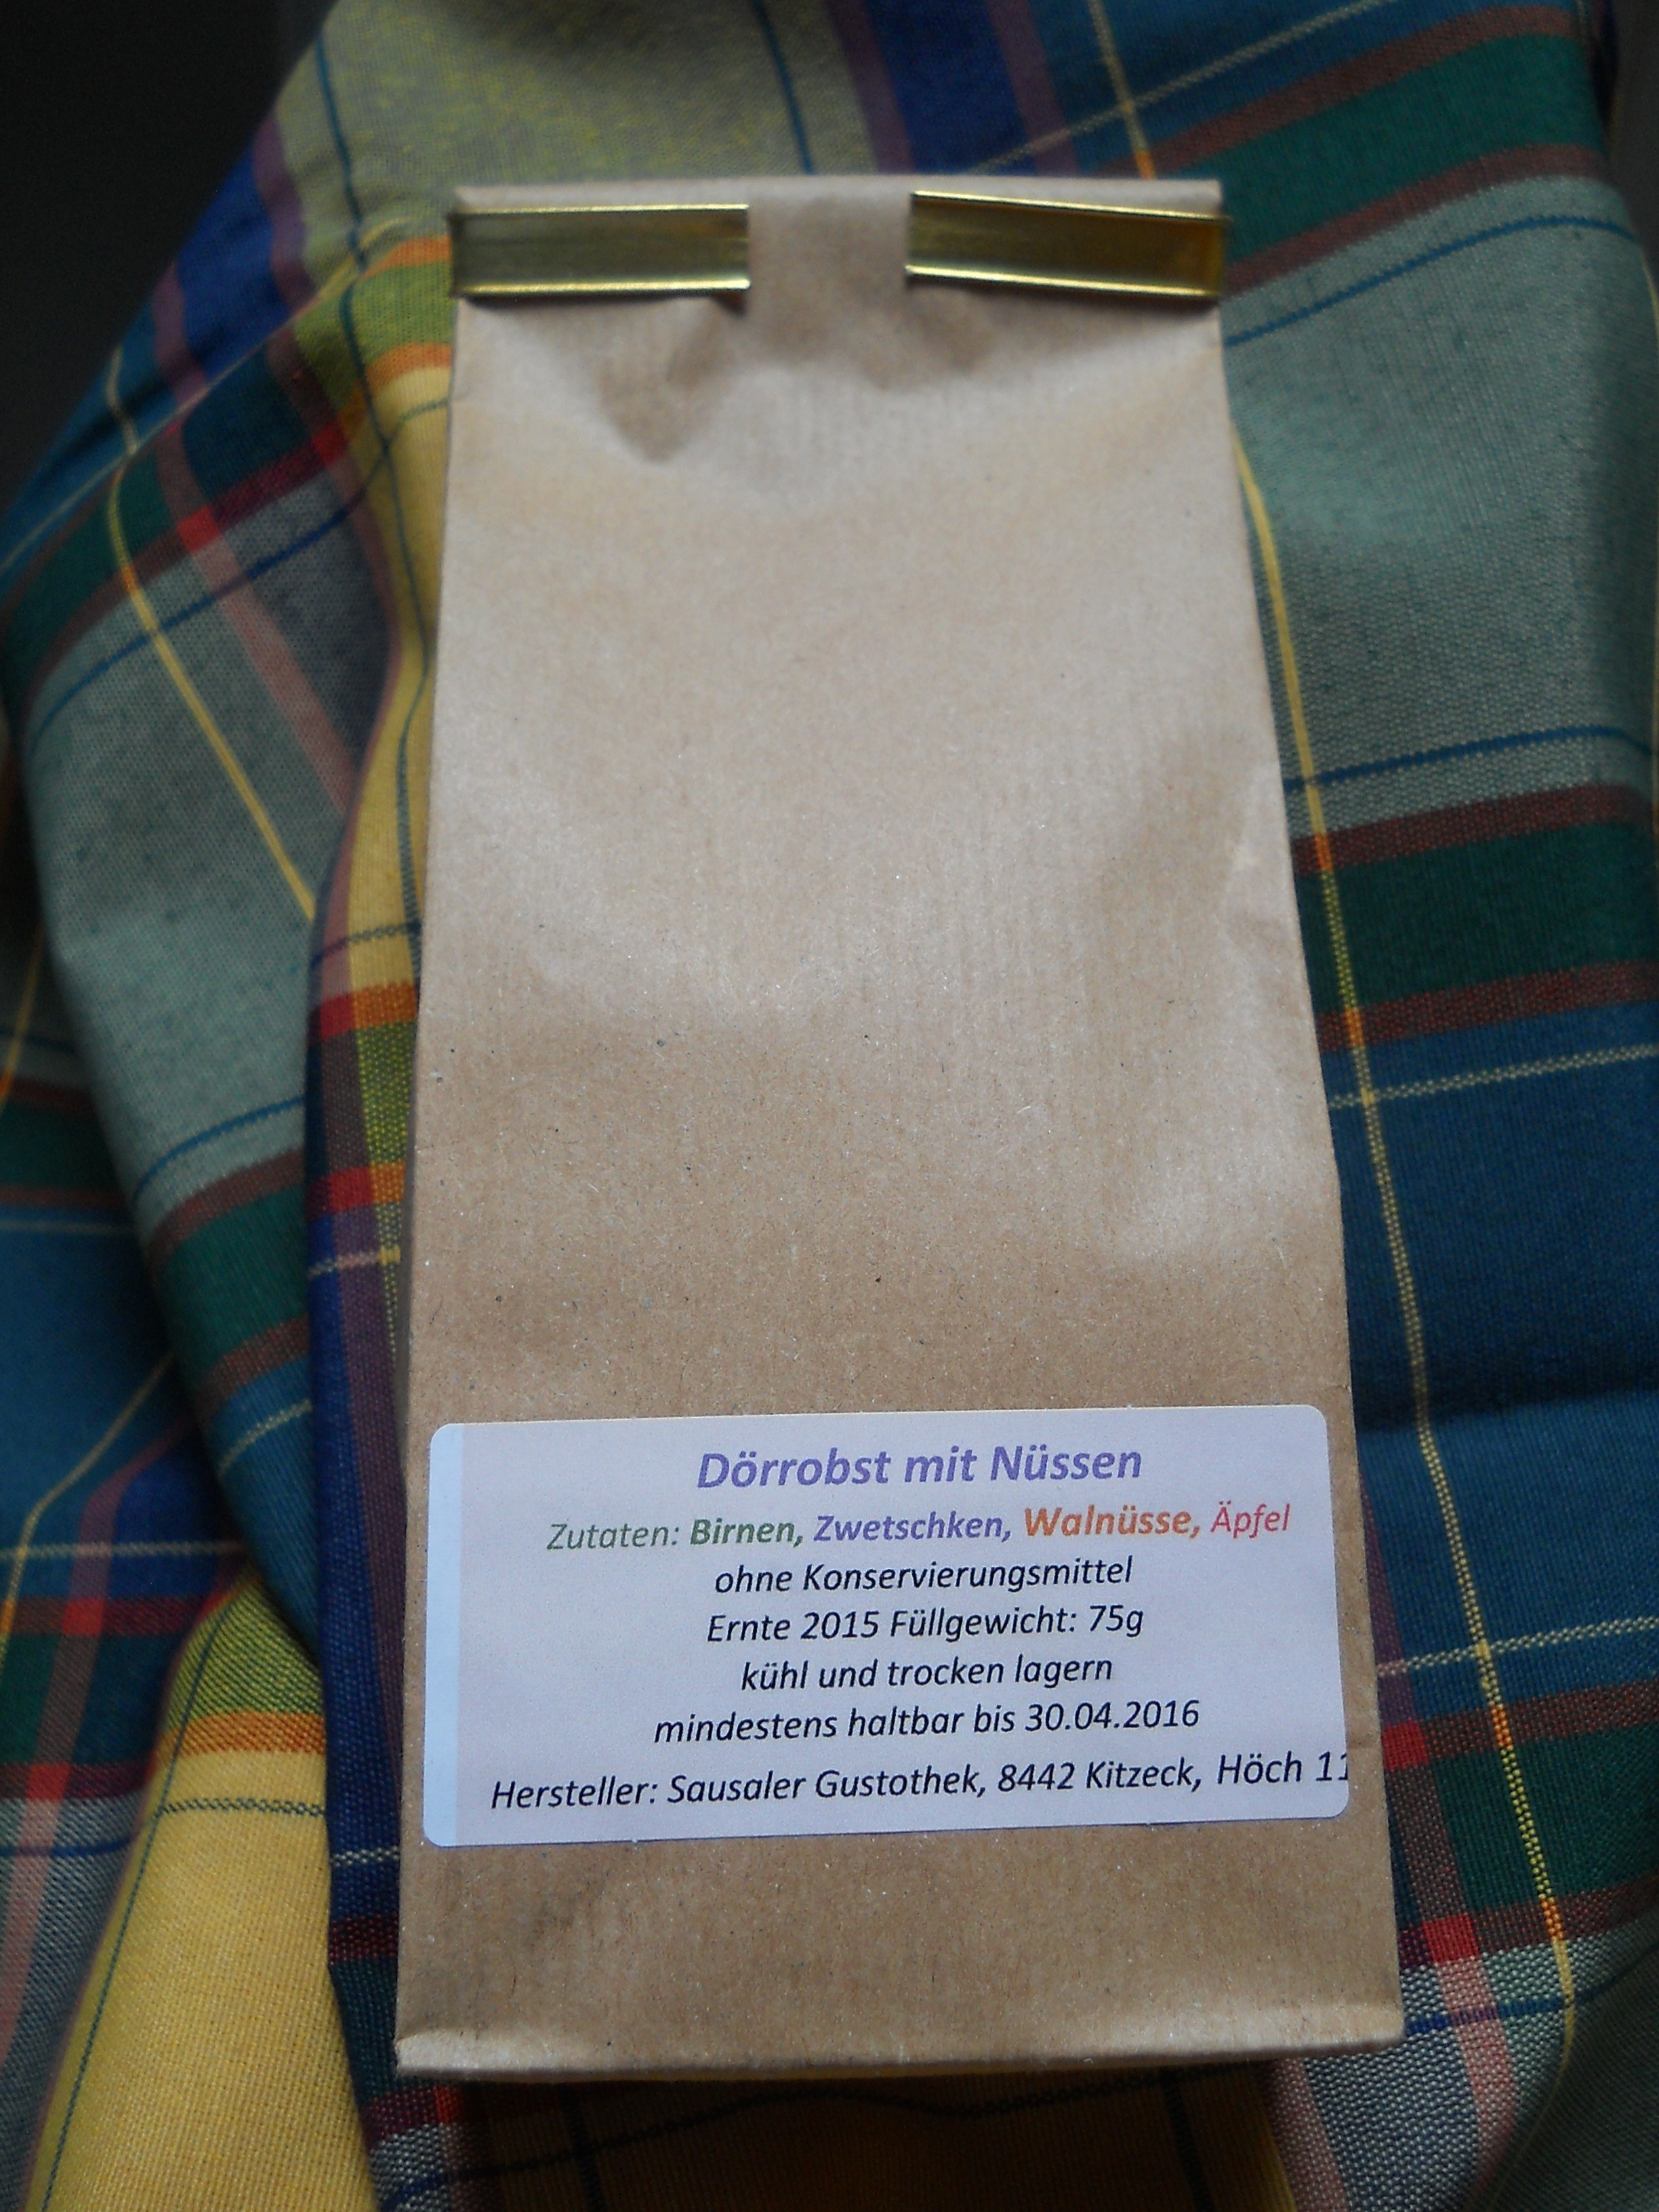 Dörrobst mit Nüssen
Zutaten: Birnen, Zwetschken, Walnüsse, Äpfel
ohne Konservierungsmittel
Ernte 2015 Füllgewicht: 75g
kühl und trocken lagern
mindestens haltbar bis 30.04.2016
Hersteller: Sausaler Gustothek, 8442 Kitzeck, Höch 11